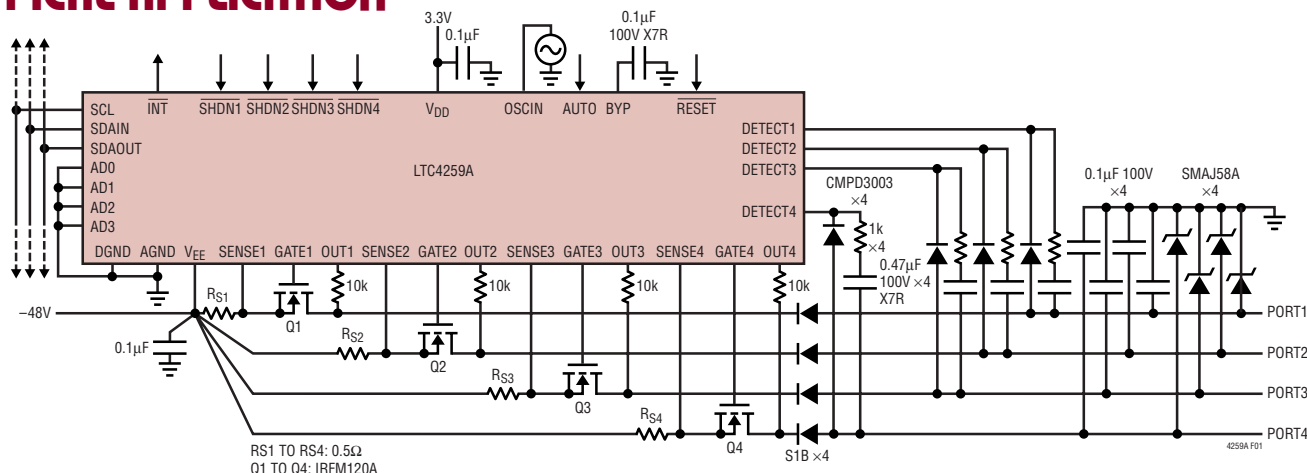 3.3V
0.1µF
0.1µF
100V X7R
SCL
SDAIN
SDAOUT
AD0
AD1
AD2
AD3
INT
SHDN1 SHDN2 SHDN3 SHDN4
VDD
OSCIN
AUTO
BYP
RESET
LTC4259A
DETECT1
DETECT2
DETECT3
DETECT4
DGND AGND VEE SENSE1 GATE1 OUT1 SENSE2 GATE2 OUT2 SENSE3 GATE3 OUT3 SENSE4 GATE4 OUT4
CMPD3003
×4
1k
×4
0.47µF
100V ×4
X7R
0.1µF 100V
×4
SMAJ58A
×4
10k
10k
10k
10k
–48V
0.1µF
RS1
Q1
RS2
Q2
RS3
Q3
RS4
Q4
S1B ×4
PORT1
PORT2
PORT3
PORT4
4259A F01
RS1 TO RS4: 0.5Ω
Q1 TO Q4: IRFM120A